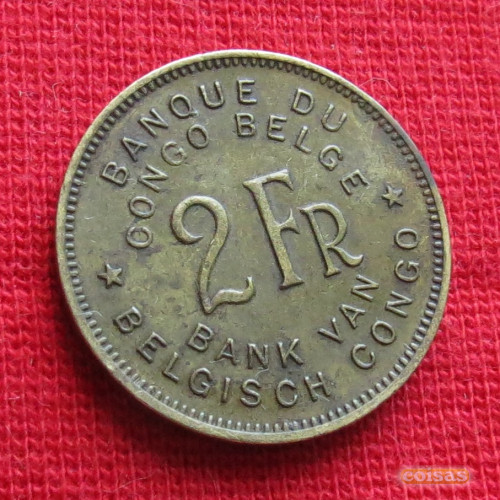 BANQUE DU
CONGO BELGE
2 FR
BANK VAN
BELGISCH CONGO
coisas